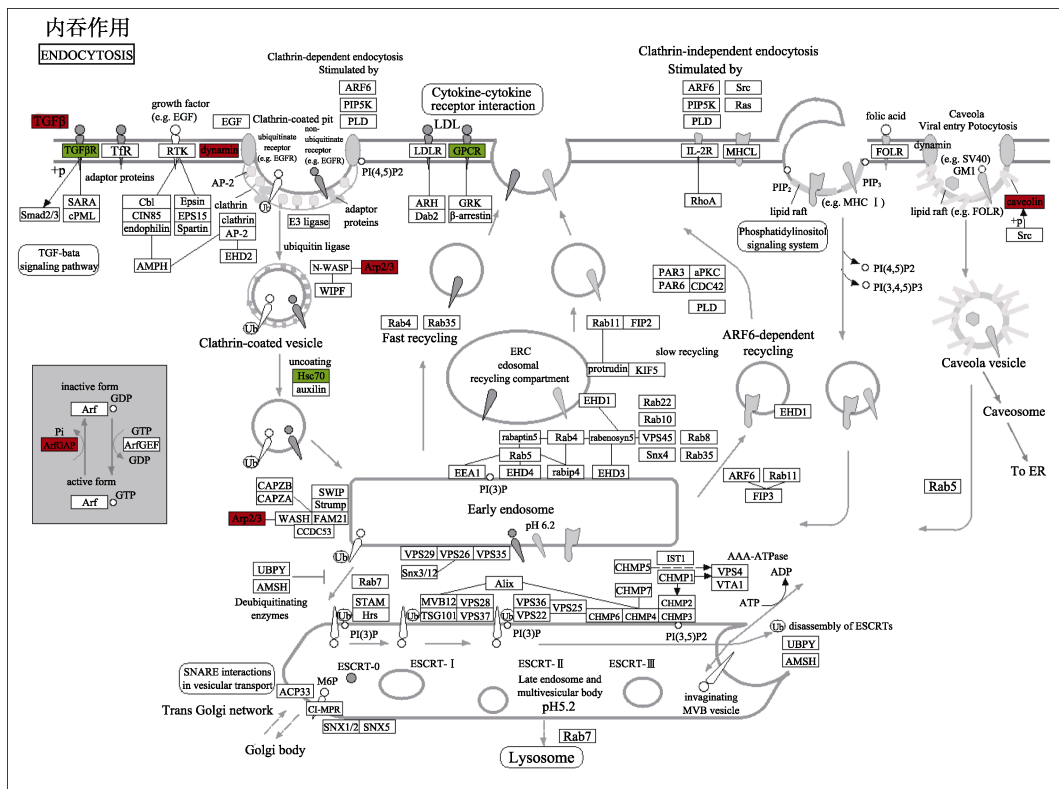 内吞作用
ENDOCYTOSIS
Clathrin-dependent endocytosis
Stimulated by
ARF6
PIP5K
PLD
Cytokine-cytokine
receptor interaction
Clathrin-independent endocytosis
Stimulated by
ARF6
Src
PIP5K
Ras
PLD
growth factor
(e.g. EGF)
EGF
Clathrin-coated pit
ubiquitinate
receptor
(e.g. EGFR)
non-
ubiquitinate
receptor
(e.g. EGFR)
LDL
folic acid
Caveola
Viral entry Potocytosis
TGFβ
TGFβR
TfR
RTK
dynamin
LDLR
GPCR
IL-2R
MHCL
FOLR
dynamin
(e.g. SV40)
GM1
+p
adaptor proteins
AP-2
PI(4,5)P2
PIP2
PIP3
Smad2/3
SARA
cPML
Cbl
CIN85
endophilin
Epsin
EPS15
Spartin
clathrin
clathrin
AP-2
EHD2
Ub
E3 ligase
adaptor
proteins
ARH
Dab2
GRK
β-arrestin
RhoA
lipid raft
(e.g. MHC Ⅰ)
lipid raft (e.g. FOLR)
caveolin
+p
Src
TGF-bata
signaling pathway
AMPH
ubiquitin ligase
Phosphatidylinositol
signaling system
N-WASP
Arp2/3
WIPF
PI(4,5)P2
PI(3,4,5)P3
PAR3
aPKC
PAR6
CDC42
PLD
Ub
Clathrin-coated vesicle
Rab4
Rab35
Fast recycling
Rab11
FIP2
slow recycling
ARF6-dependent
recycling
Caveola vesicle
uncoating
Hsc70
auxilin
ERC
edosomal
recycling compartment
protrudin
KIF5
EHD1
EHD1
Caveosome
To ER
inactive form
Arf
GDP
Pi
GTP
ArfGAP
ArfGEF
GDP
active form
Arf
GTP
Ub
Rab22
Rab10
rabaptin5
Rab4
rabenosyn5
VPS45
Rab8
Rab5
Snx4
Rab35
EEA1
EHD4
rabip4
EHD3
PI(3)P
ARF6
Rab11
FIP3
Rab5
CAPZB
CAPZA
SWIP
Strump
Arp2/3
WASH
FAM21
CCDC53
Early endosome
pH 6.2
Ub
VPS29
VPS26
VPS35
Snx3/12
UBPY
AMSH
Deubiquitinating
enzymes
Rab7
STAM
Hrs
Ub
PI(3)P
Alix
MVB12
VPS28
Ub
TSG101
VPS37
VPS36
VPS25
Ub
VPS22
PI(3)P
CHMP5
IST1
AAA-ATPase
CHMP1
VPS4
VTA1
ADP
CHMP7
CHMP2
ATP
CHMP6
CHMP4
CHMP3
PI(3,5)P2
Ub
disassembly of ESCRTs
UBPY
AMSH
SNARE interactions
in vesicular transport
ESCRT-0
ESCRT-Ⅰ
ESCRT-Ⅱ
ESCRT-Ⅲ
Late endosome and
multivesicular body
pH5.2
invaginating
MVB vesicle
ACP33
M6P
CI-MPR
Trans Golgi network
SNX1/2
SNX5
Golgi body
Rab7
Lysosome